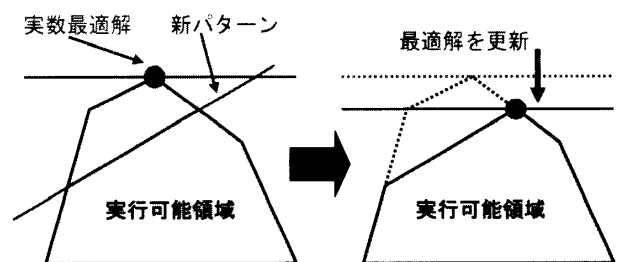 実数最適解
新パターン
実行可能領域
最適解を更新
実行可能領域